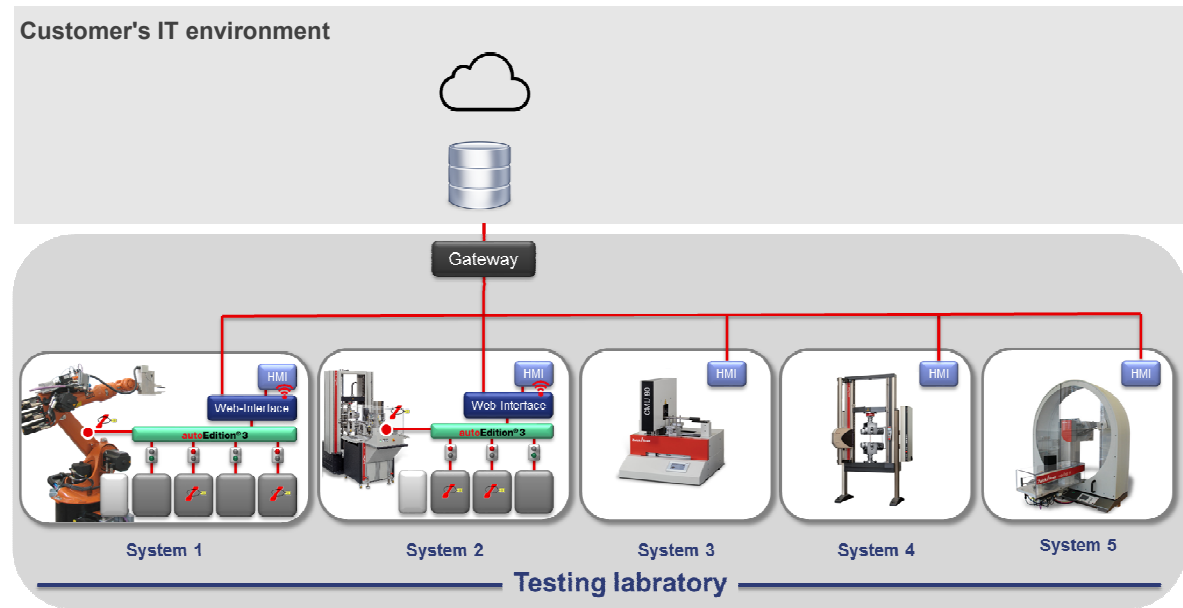 Customer's IT environment
Gateway
HMI
Web-Interface
autoEdition®3
System 1
HMI
Web Interface
autoEdition®3
System 2
HMI
System 3
HMI
System 4
HMI
System 5
Testing labratory